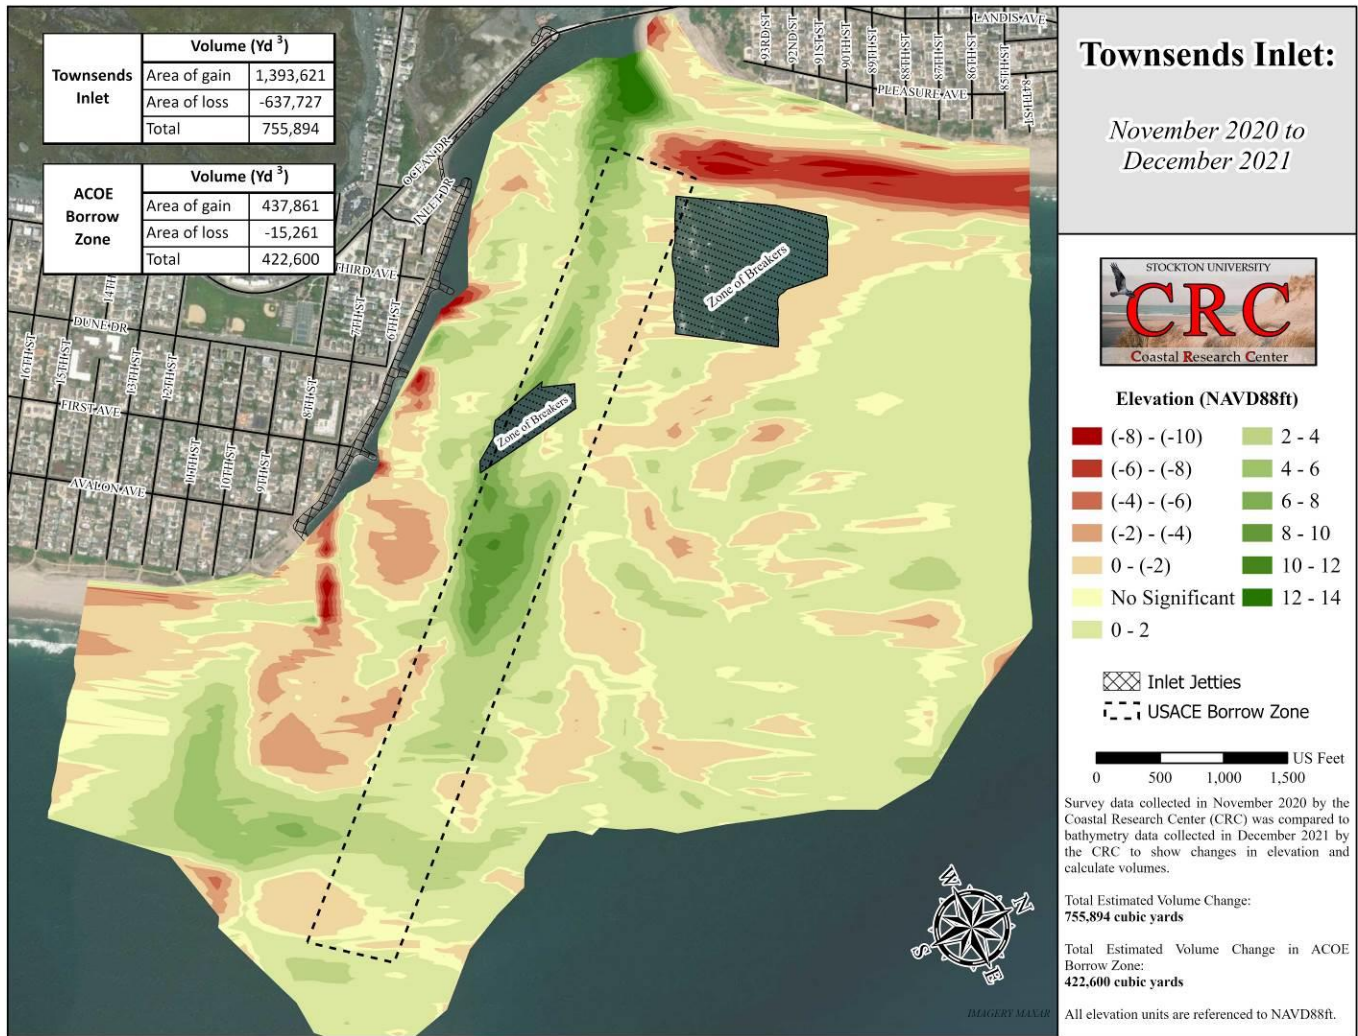 Townsends Inlet
Volume (Yd ³)
Area of gain 1,393,621
Area of loss -637,727
Total 755,894
ACOE Borrow Zone
Volume (Yd ³)
Area of gain 437,861
Area of loss -15,261
Total 422,600
LANDIS AVE
93RD ST
92ND ST
91ST ST
90TH ST
89TH ST
88TH ST
87TH ST
86TH ST
85TH ST
84TH ST
PLEASURE AVE
OCEAN DR
INLET DR
THIRD AVE
14TH
DUNE DR
7TH ST
6TH ST
16TH ST
15TH ST
13TH ST
12TH ST
FIRST AVE
8TH ST
11TH ST
10TH ST
9TH ST
AVALON AVE
Zone of Breakers
Zone of Breakers
W
N
S
E
IMAGERY MAXAR
Townsends Inlet:
November 2020 to
December 2021
STOCKTON UNIVERSITY
CRC
Coastal Research Center
Elevation (NAVD88ft)
(-8) - (-10)
(-6) - (-8)
(-4) - (-6)
(-2) - (-4)
0 - (-2)
No Significant
0 - 2
2 - 4
4 - 6
6 - 8
8 - 10
10 - 12
12 - 14
Inlet Jetties
USACE Borrow Zone
US Feet
0 500 1,000 1,500
Survey data collected in November 2020 by the
Coastal Research Center (CRC) was compared to
bathymetry data collected in December 2021 by
the CRC to show changes in elevation and
calculate volumes.
Total Estimated Volume Change:
755,894 cubic yards
Total Estimated Volume Change in ACOE
Borrow Zone:
422,600 cubic yards
All elevation units are referenced to NAVD88ft.